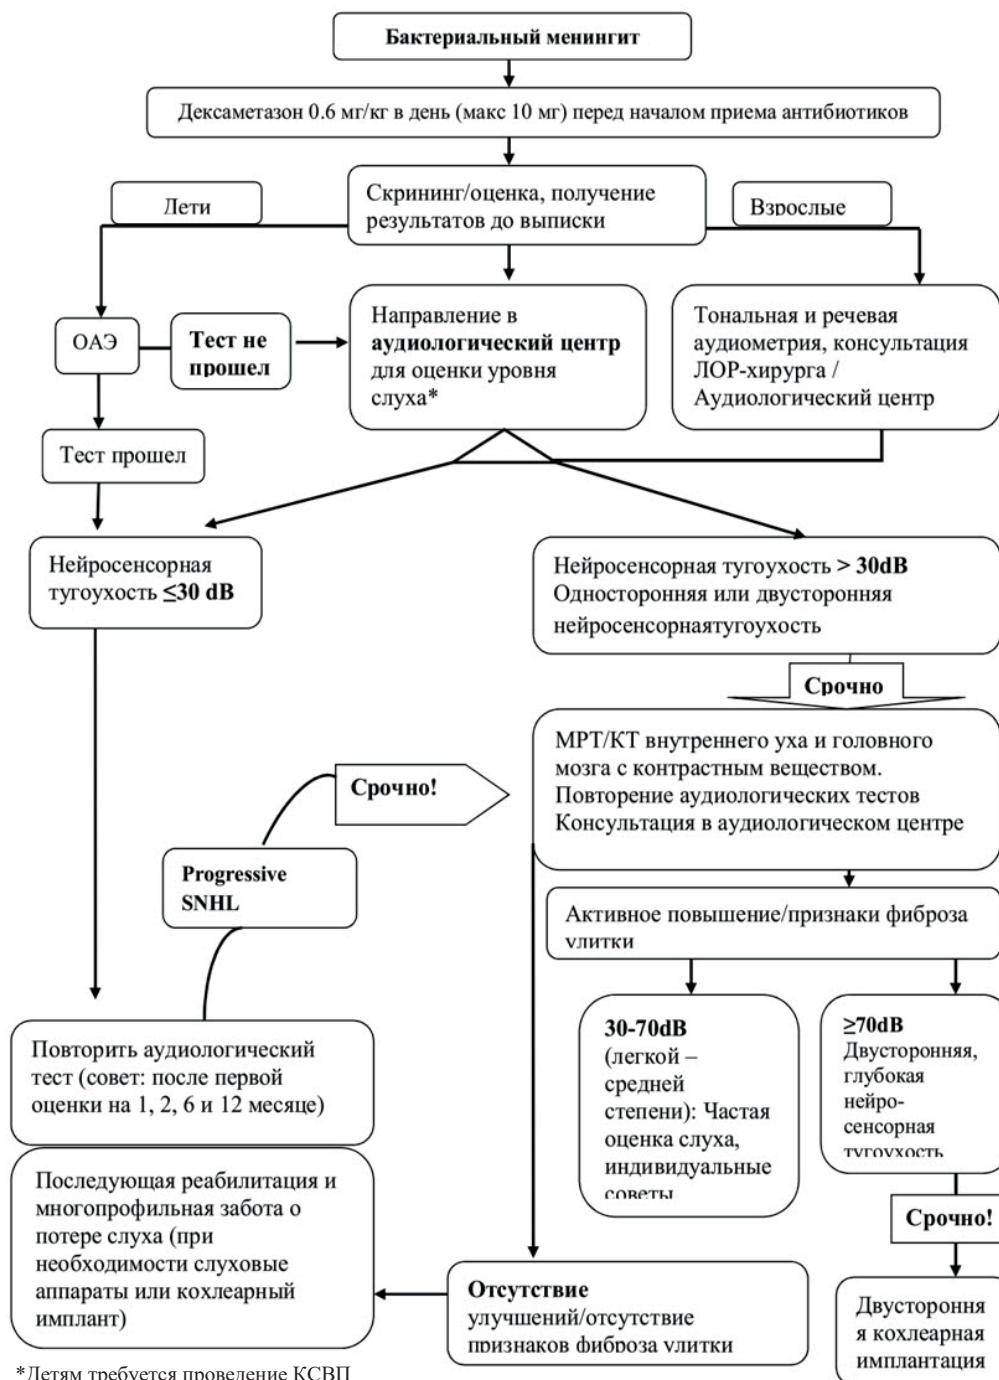 Бактериальный менингит
Дексаметазон 0.6 мг/кг в день (макс 10 мг) перед началом приема антибиотиков
Скрининг/оценка, получение
результатов до выписки
Дети
Взрослые
ОАЭ
Тест не
прошел
Направление в
аудиологический центр
для оценки уровня
слуха*
Тональная и речевая
аудиометрия, консультация
ЛОР-хирурга /
Аудиологический центр
Тест прошел
Нейросенсорная
тугоухость ≤30 dB
Нейросенсорная тугоухость > 30dB
Односторонняя или двусторонняя
нейросенсорнаятугоухость
Срочно
МРТ/КТ внутреннего уха и головного
мозга с контрастным веществом.
Повторение аудиологических тестов
Консультация в аудиологическом центре
Срочно!
Progressive
SNHL
Активное повышение/признаки фиброза
улитки
30-70dB
(легкой –
средней
степени): Частая
оценка слуха,
индивидуальные
советы
≥70dB
Двусторонняя,
глубокая
нейро-
сенсорная
тугоухость
Повторить аудиологический
тест (совет: после первой
оценки на 1, 2, 6 и 12 месяце)
Последующая реабилитация и
многопрофильная забота о
потере слуха (при
необходимости слуховые
аппараты или кохлеарный
имплант)
Срочно!
Отсутствие
улучшений/отсутствие
признаков фиброза улитки
Двусторонн
я кохлеарная
имплантация
*Детям требуется проведение КСВП